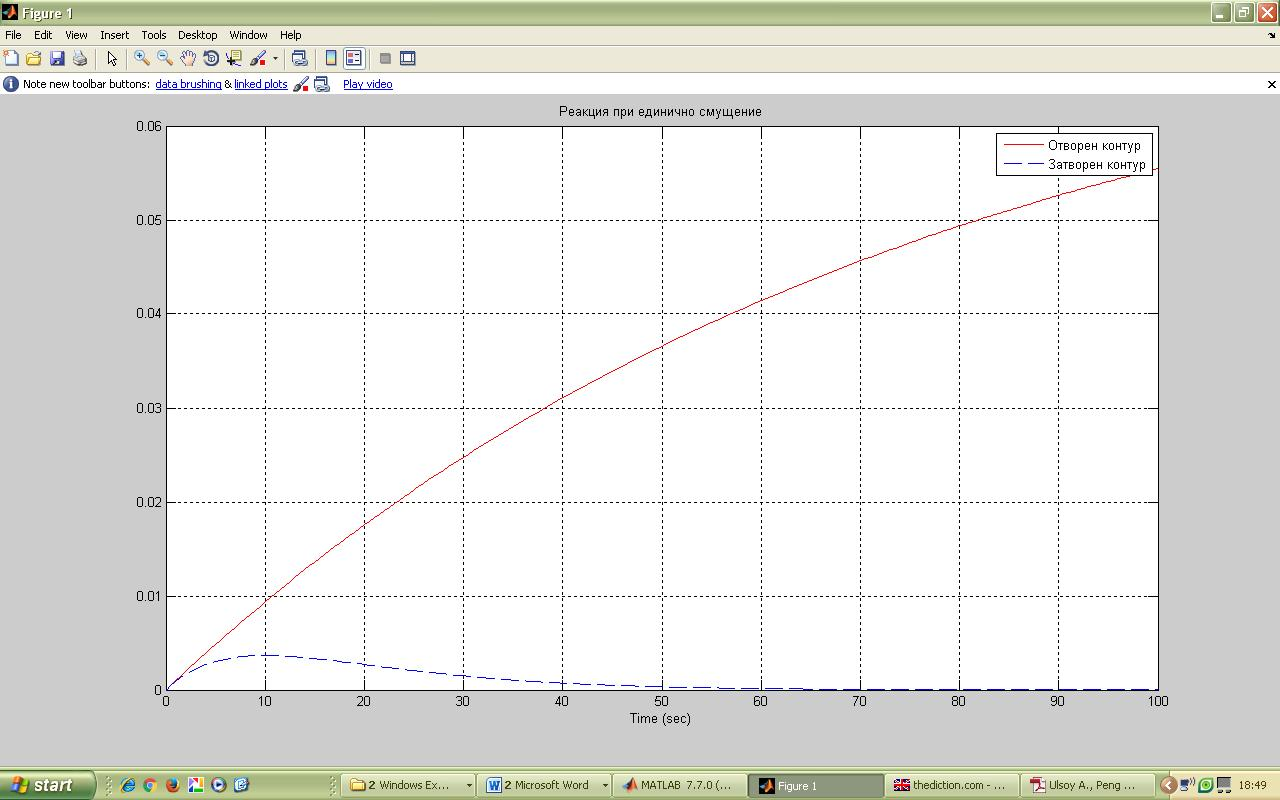 Figure 1
File Edit View Insert Tools Desktop Window Help
Note new toolbar buttons: data brushing & linked plots Play video
Реакция при единично смущение
0.06
0.05
0.04
0.03
0.02
0.01
0
Отворен контур
Затворен контур
0 10 20 30 40 50 60 70 80 90 100
Time (sec)
start 2 Windows Ex... 2 Microsoft Word MATLAB 7.7.0 (... Figure 1 thediction.com - ... Ulsoy A., Peng ... 18:49